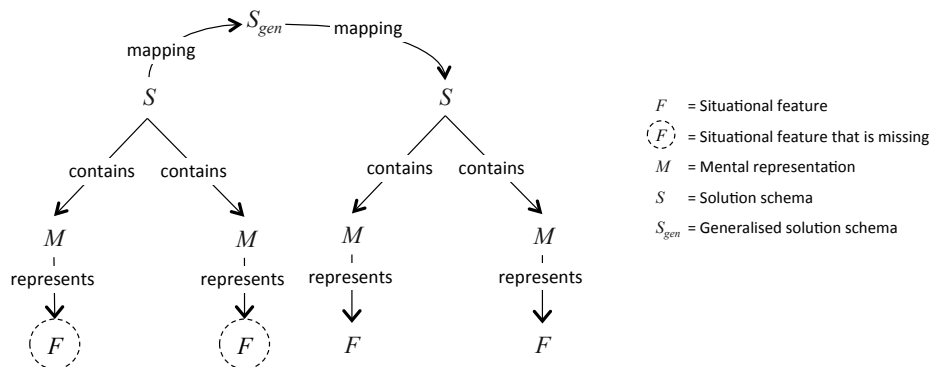 S_gen
mapping
mapping
S
S
contains
contains
contains
contains
M
M
M
M
represents
represents
represents
represents
F
F
F
F
F = Situational feature
F = Situational feature that is missing
M = Mental representation
S = Solution schema
S_gen = Generalised solution schema